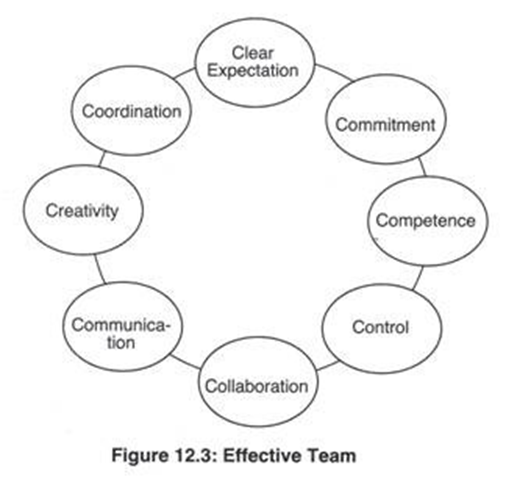 Clear
Expectation
Commitment
Competence
Control
Collaboration
Communica-
tion
Creativity
Coordination
Figure 12.3: Effective Team